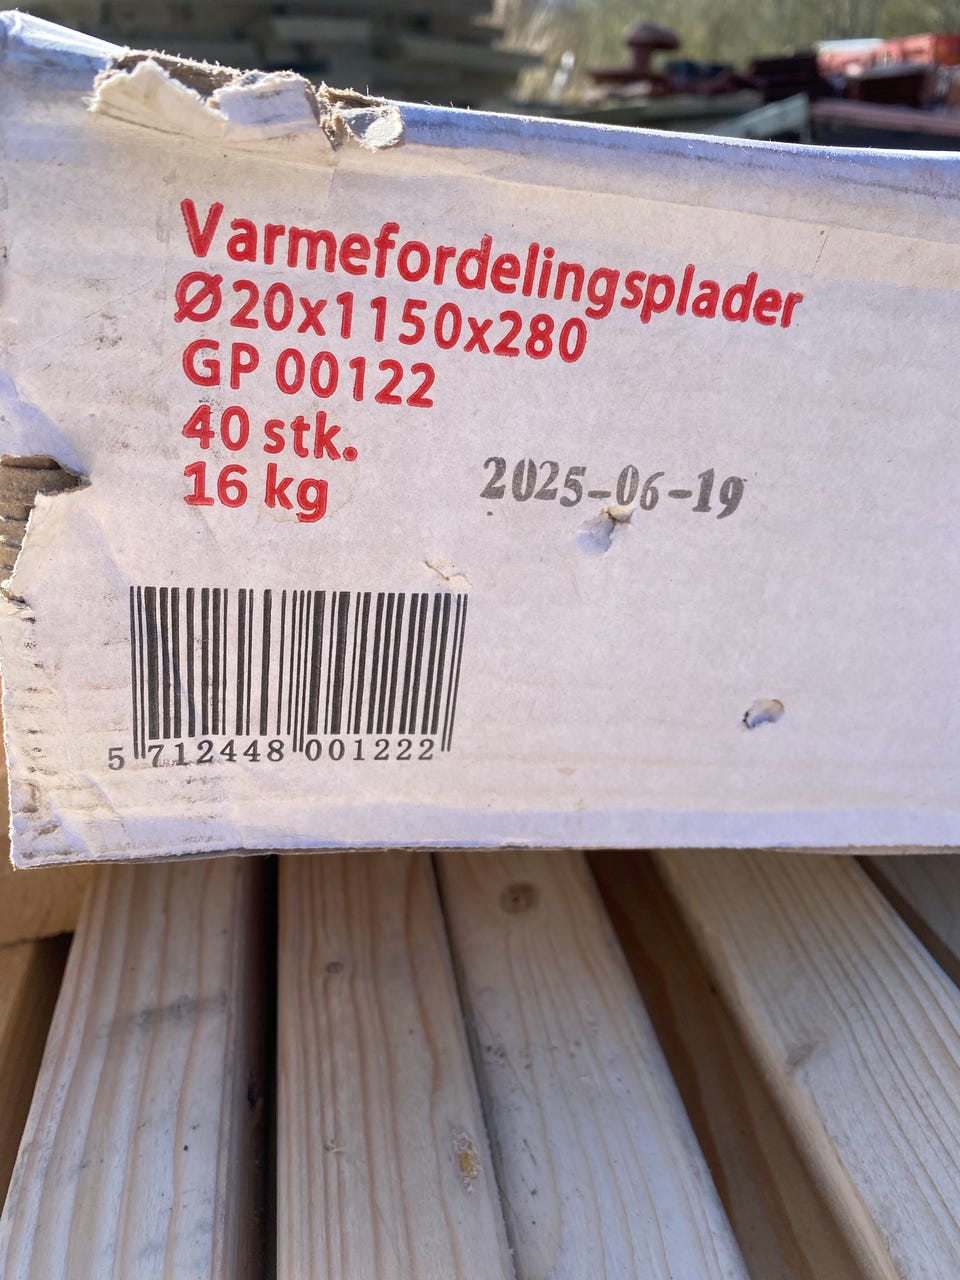 Varmefordelingsplader
Ø20x1150x280
GP 00122
40 stk.
16 kg
2025-06-19
5 712448 001222